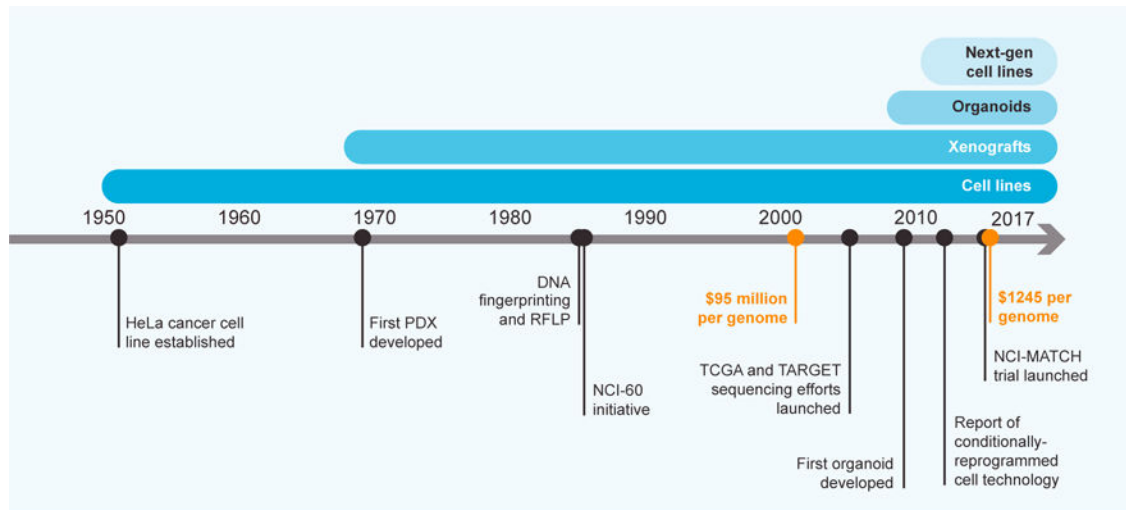 Next-gen
cell lines
Organoids
Xenografts
Cell lines
1950 1960 1970 1980 1990 2000 2010 2017
HeLa cancer cell
line established
First PDX
developed
DNA
fingerprinting
and RFLP
NCI-60
initiative
$95 million
per genome
TCGA and TARGET
sequencing efforts
launched
First organoid
developed
Report of
conditionally-
reprogrammed
cell technology
$1245 per
genome
NCI-MATCH
trial launched